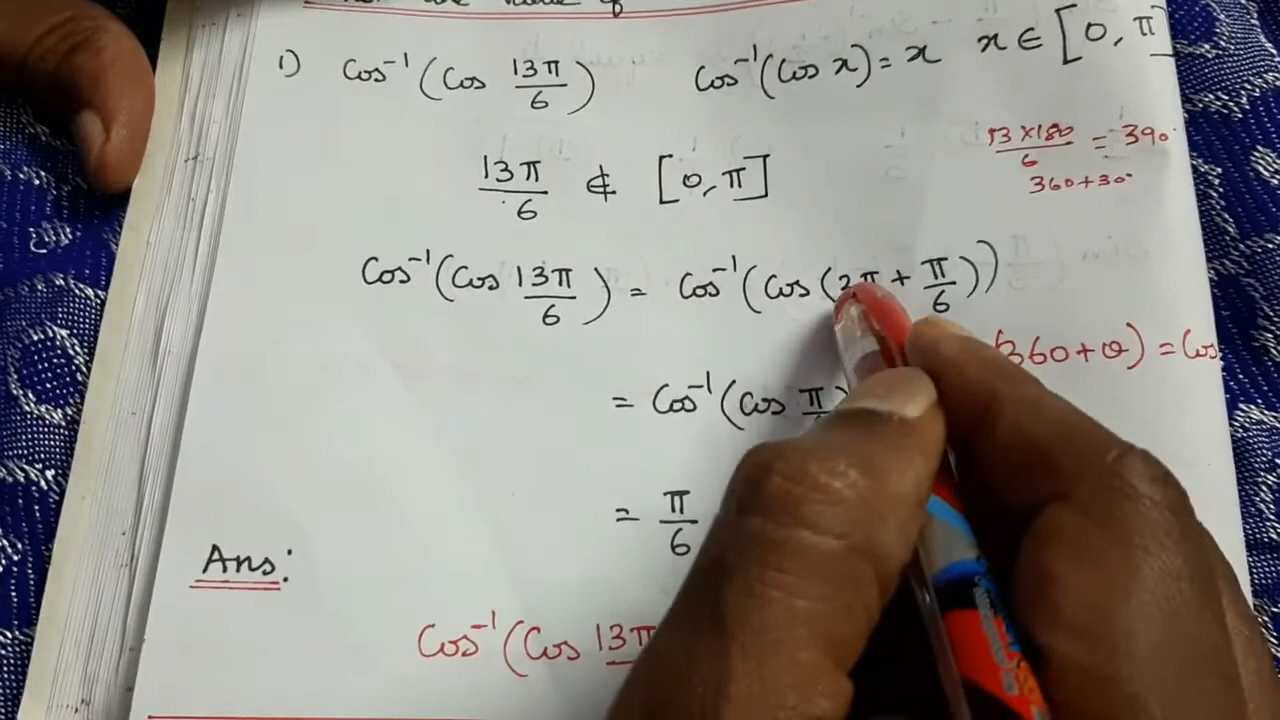 1) Cos⁻¹(Cos 13π/6) Cos⁻¹(Cos x) = x x ∈ [0, π]
13×180/6 = 390°
360+30°
13π/6 ∉ [0, π]
Cos⁻¹(Cos 13π/6) = Cos⁻¹(Cos(2π + π/6))
(360+θ) = Cos
= Cos⁻¹(Cos π/
= π/6
Ans:
Cos⁻¹(Cos 13π